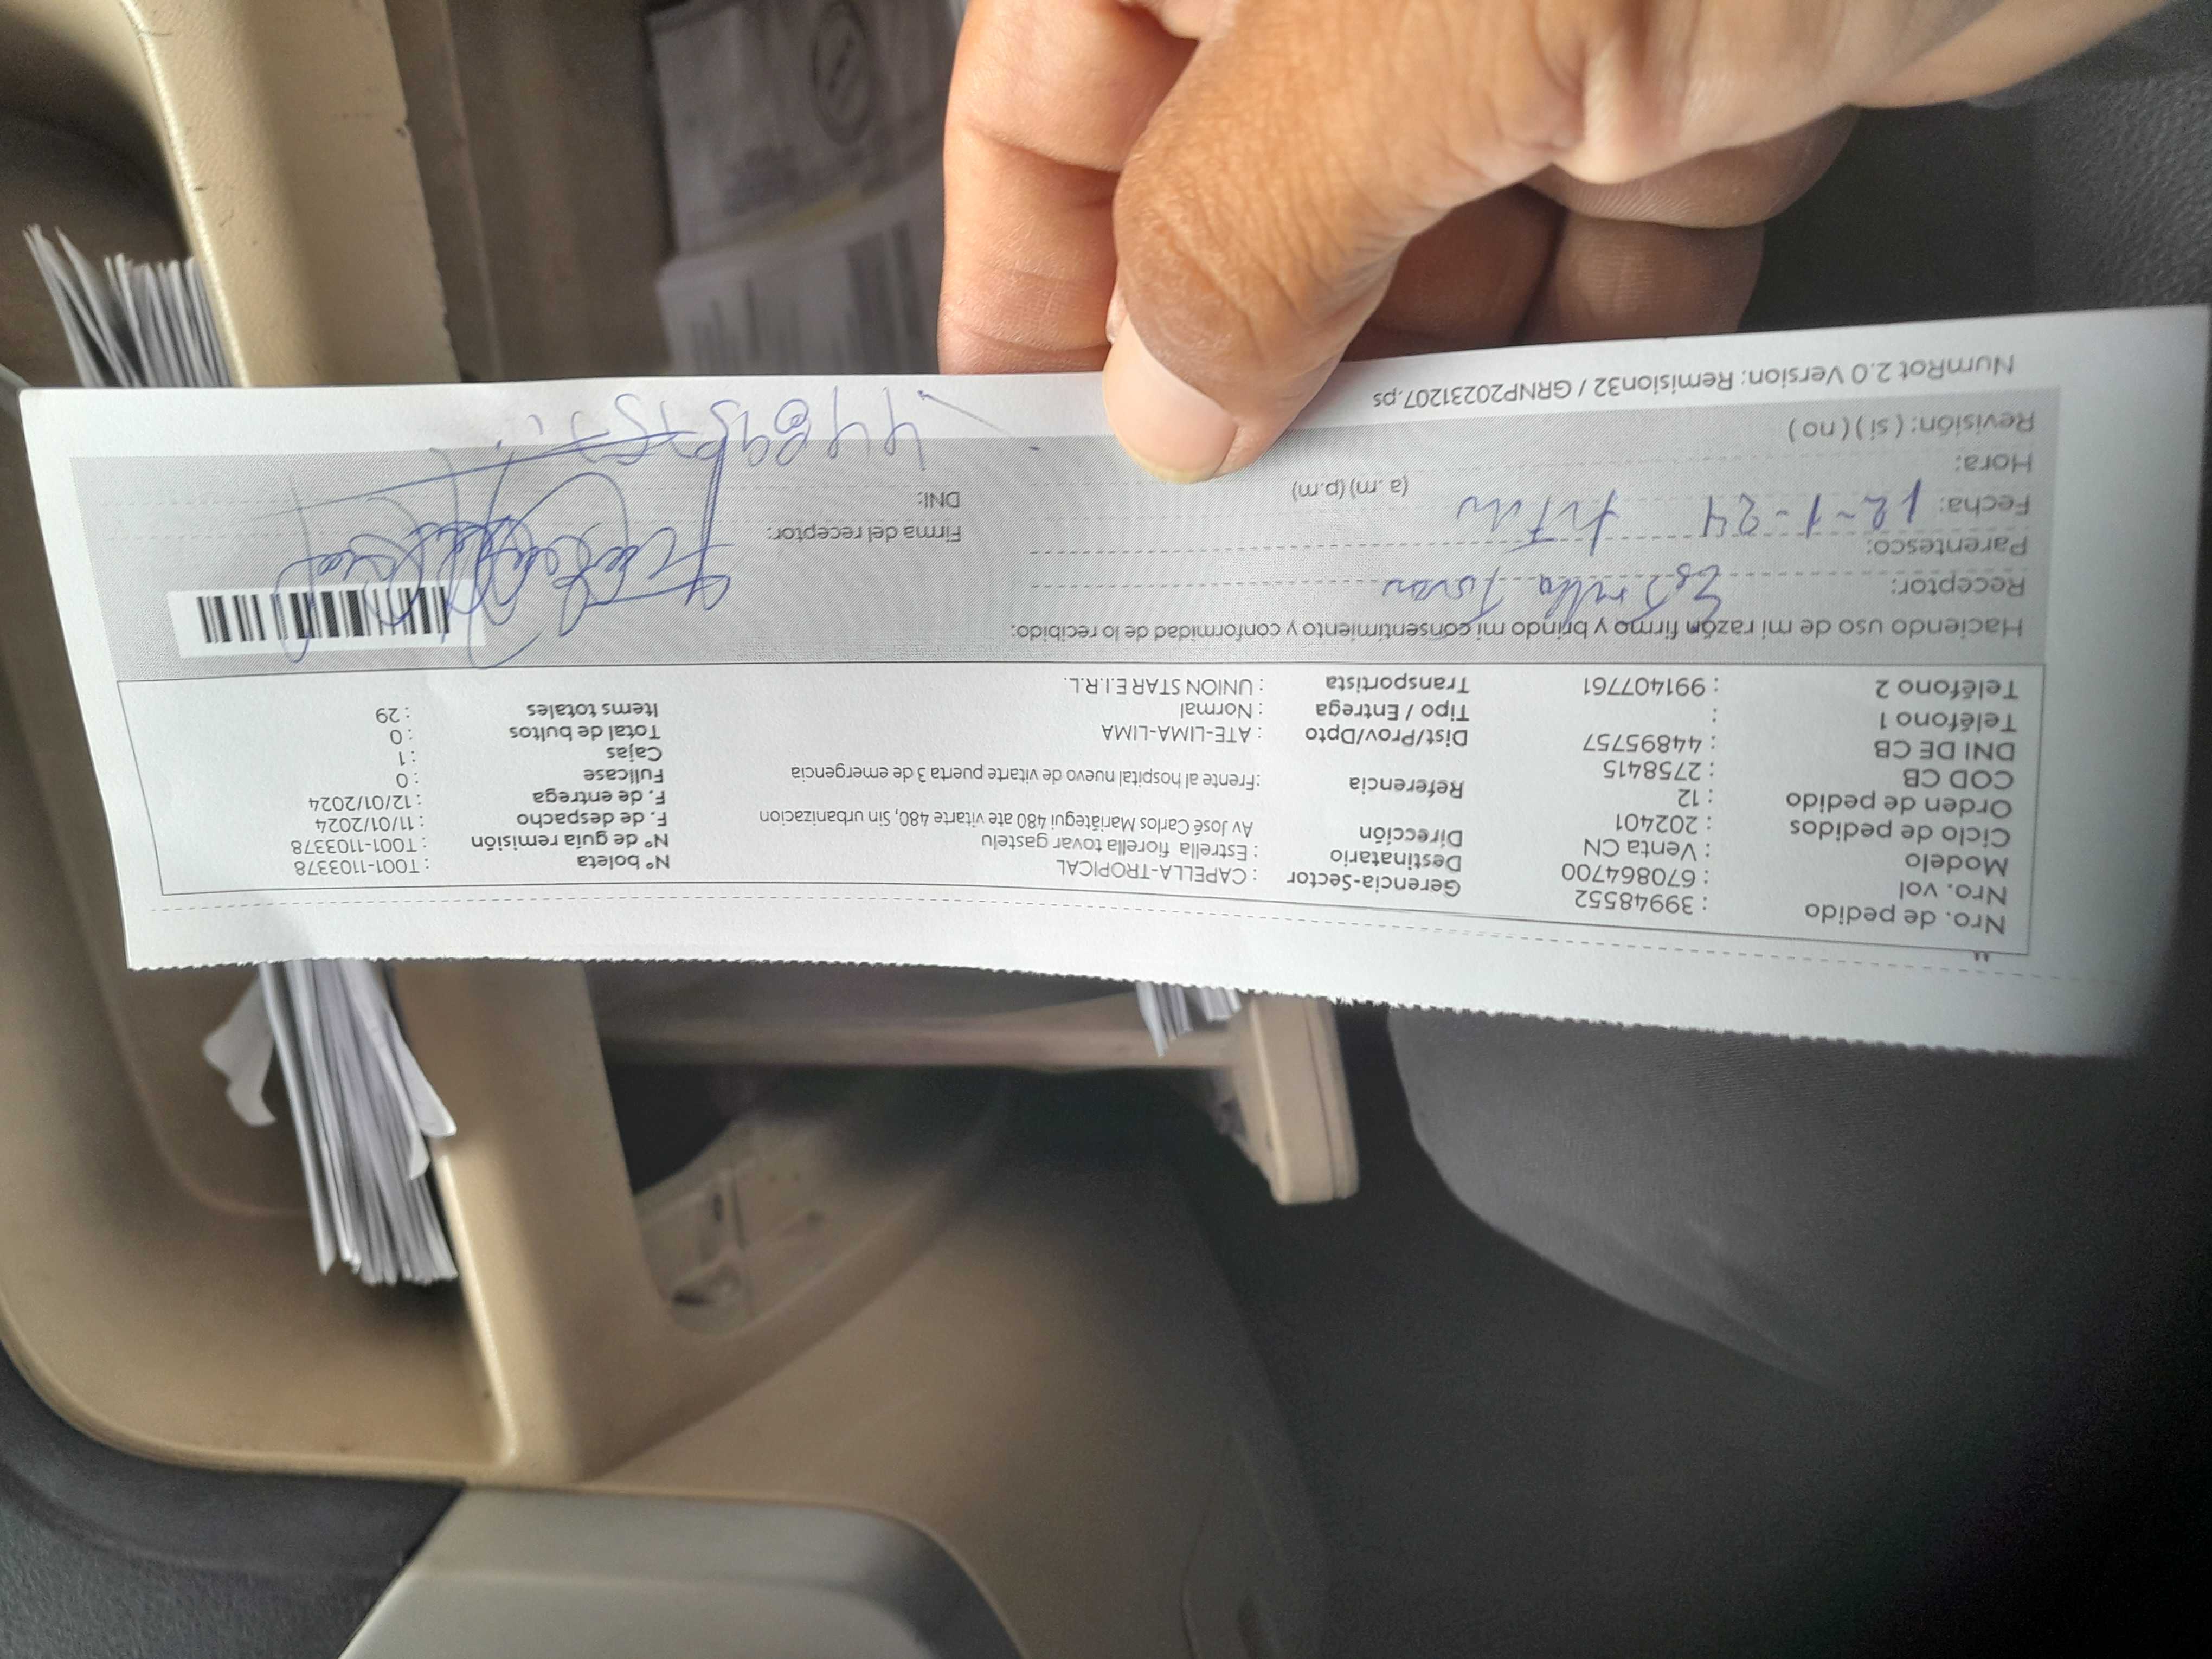 Nro. de pedido : 39948552
Nro. vol : 670864700
Modelo : Venta CN
Ciclo de pedidos : 202401
Orden de pedido : 12
COD CB : 2758415
DNI DE CB : 44895757
Teléfono 1 :
Teléfono 2 : 991407761
Gerencia-Sector : CAPELLA-TROPICAL
Destinatario : Estrella fiorella tovar gastelu
Dirección Av José Carlos Mariátegui 480 ate vitarte 480, Sin urbanizacion
Referencia :Frente al hospital nuevo de vitarte puerta 3 de emergencia
Dist/Prov/Dpto : ATE-LIMA-LIMA
Tipo / Entrega : Normal
Transportista : UNION STAR E.I.R.L.
N° boleta : T001-1103378
N° de guía remisión : T001-1103378
F. de despacho : 11/01/2024
F. de entrega : 12/01/2024
Fullcase : 0
Cajas : 1
Total de bultos : 0
Items totales : 29
Haciendo uso de mi razón firmo y brindo mi consentimiento y conformidad de lo recibido:
Receptor: Estrella Tovar
Parentesco:
Fecha: 12-1-24 titular
Hora: (a.m) (p.m)
Revisión: ( si ) ( no )
Firma del receptor:
DNI: 44895757
NumRot 2.0 Version: Remision32 / GRNP20231207.ps